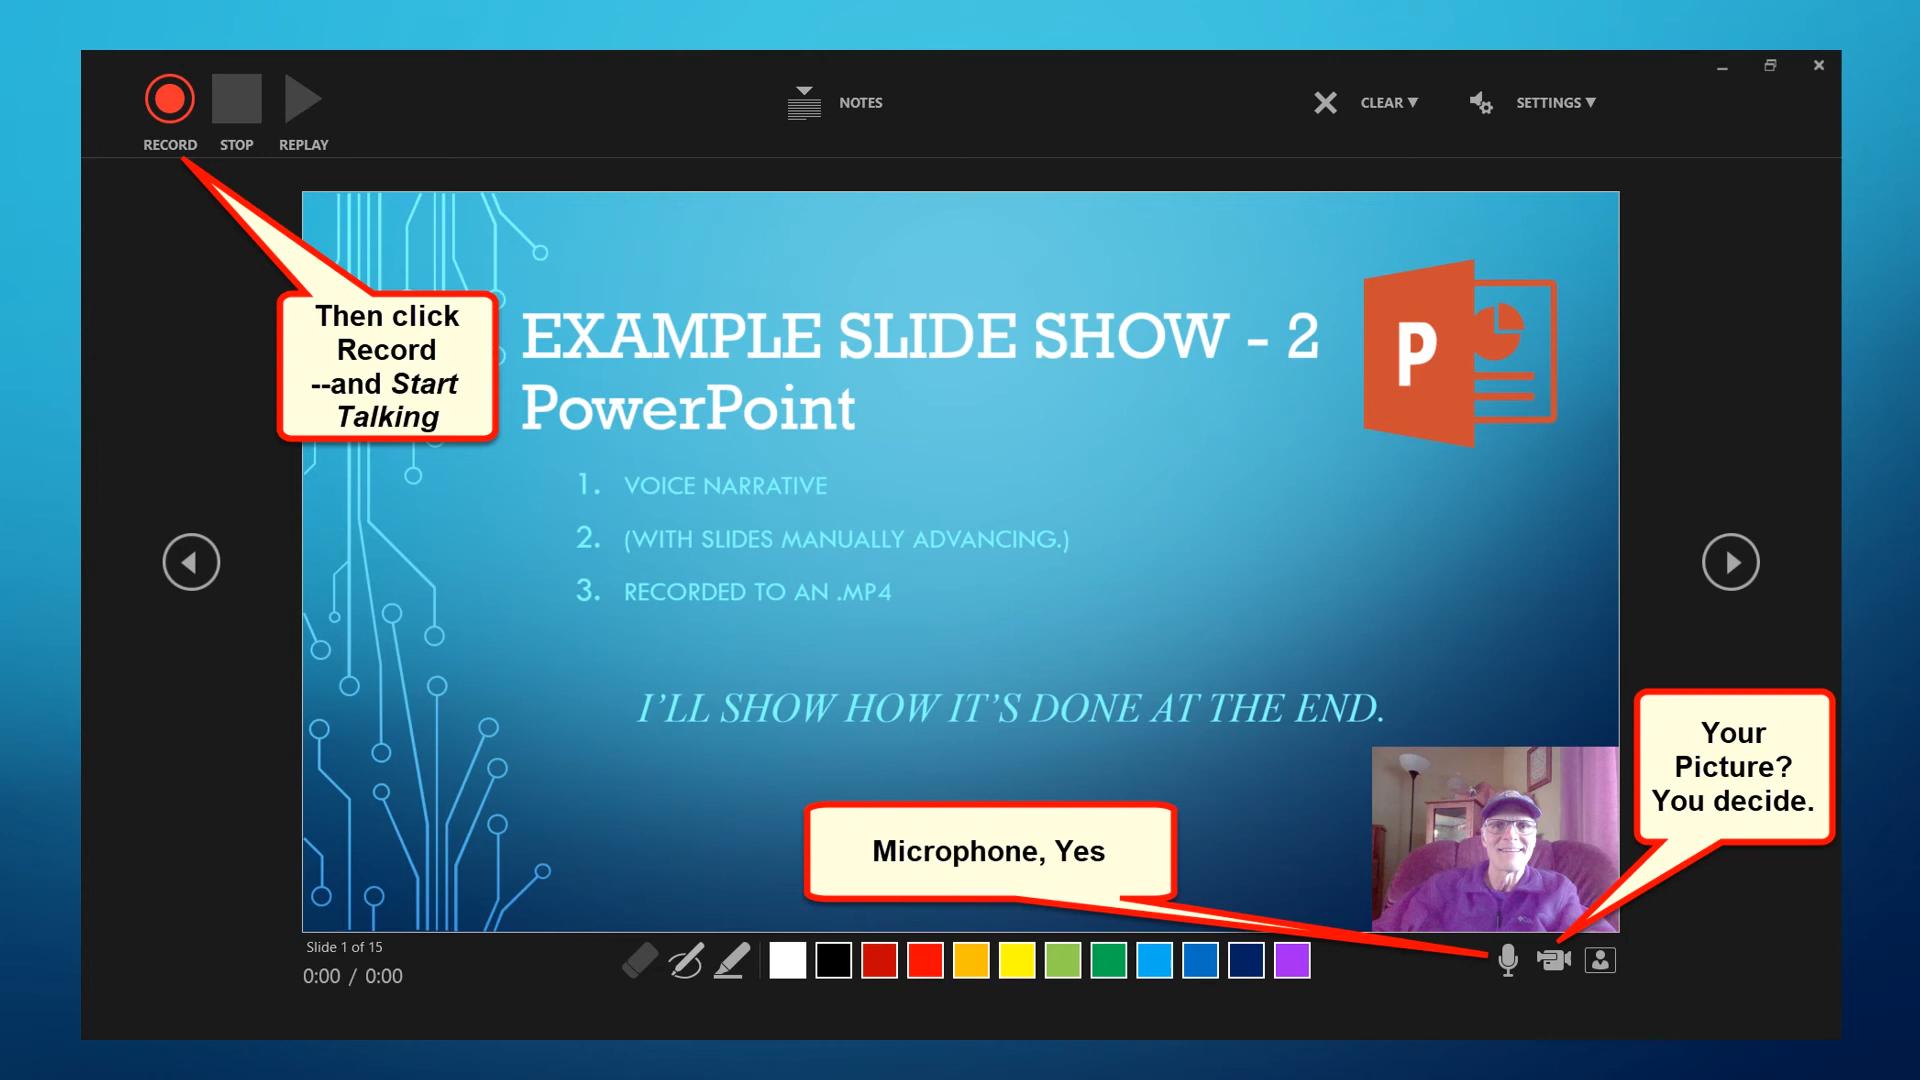 RECORD STOP REPLAY
NOTES
CLEAR ▼
SETTINGS ▼
Then click
Record
--and Start
Talking
EXAMPLE SLIDE SHOW - 2
PowerPoint
P
1. VOICE NARRATIVE
2. (WITH SLIDES MANUALLY ADVANCING.)
3. RECORDED TO AN .MP4
I’LL SHOW HOW IT’S DONE AT THE END.
Your
Picture?
You decide.
Microphone, Yes
Slide 1 of 15
0:00 / 0:00